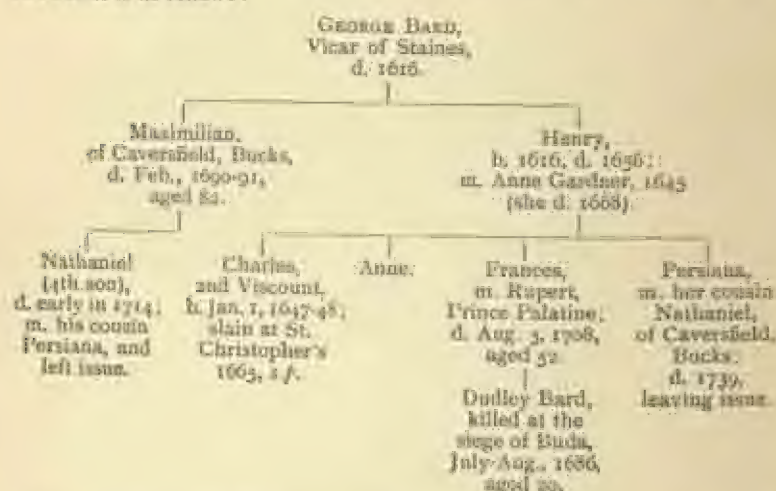 GEORGE BARD,
Vicar of Staines,
d. 1616.
Maximilian,
of Caversfield, Bucks,
d. Feb., 1690-91,
aged 82.
Henry,
b. 1616, d. 1656;
m. Anne Gardner, 1645
(she d. 1668)
Nathaniel
(4th son),
d. early in 1714;
m. his cousin
Persiana, and
left issue.
Charles,
2nd Viscount,
b. Jan. 1, 1647-48,
slain at St.
Christopher's
1665, s.p.
Anne.
Frances,
m. Rupert,
Prince Palatine;
d. Aug. 3, 1708,
aged 52.
Dudley Bard,
killed at the
siege of Buda,
July-Aug., 1686,
aged 20.
Persiana,
m. her cousin
Nathaniel,
of Caversfield,
Bucks.
d. 1739,
leaving issue.